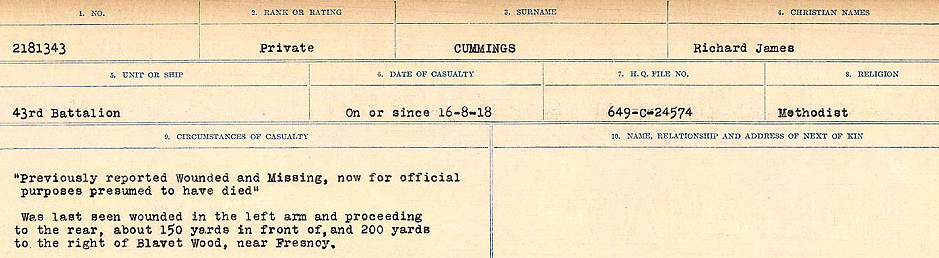 1. NO. 2. RANK OR RATING 3. SURNAME 4. CHRISTIAN NAMES
2181343 Private CUMMINGS Richard James
5. UNIT OR SHIP 6. DATE OF CASUALTY 7. H. Q. FILE NO. 8. RELIGION
43rd Battalion On or since 16-8-18 649-C-24574 Methodist
9. CIRCUMSTANCES OF CASUALTY 10. NAME, RELATIONSHIP AND ADDRESS OF NEXT OF KIN
"Previously reported Wounded and Missing, now for official
purposes presumed to have died"
Was last seen wounded in the left arm and proceeding
to the rear, about 150 yards in front of, and 200 yards
to the right of Blavet Wood, near Fresnoy.